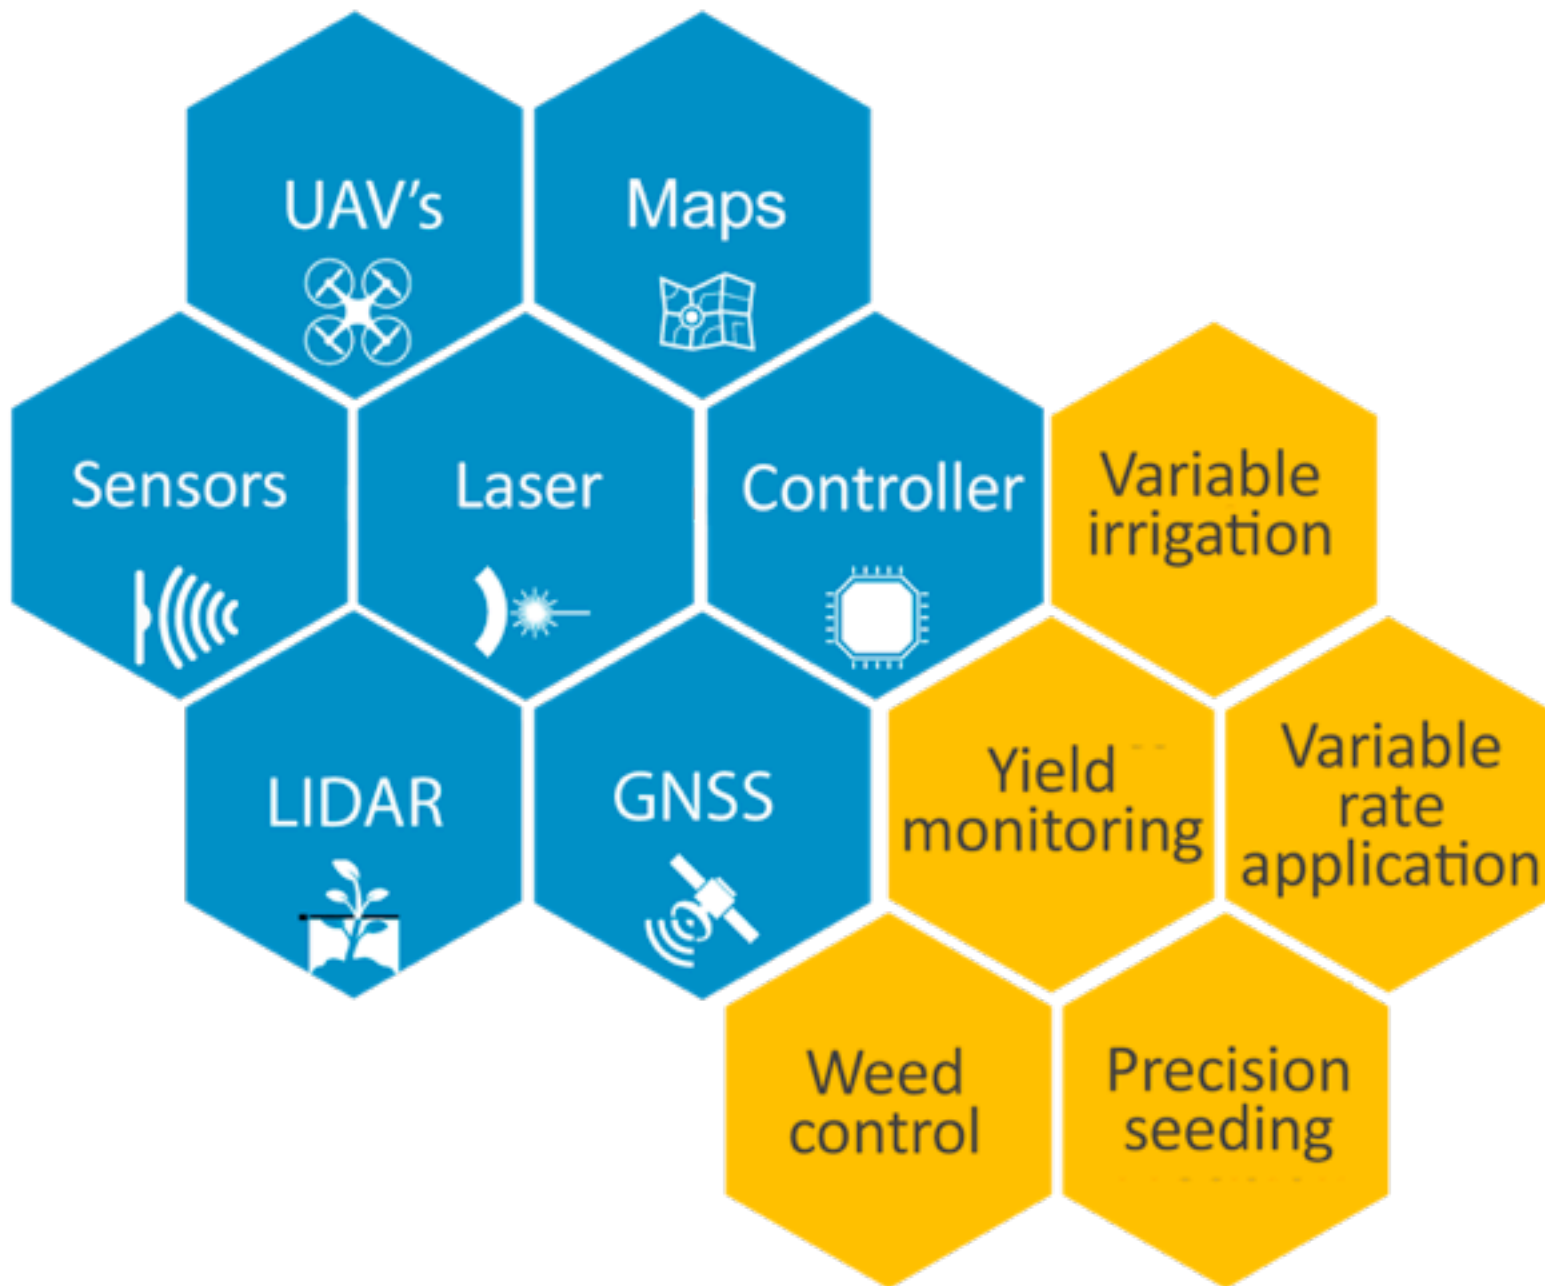 UAV's
Maps
Sensors
Laser
Controller
Variable
irrigation
LIDAR
GNSS
Yield
monitoring
Variable
rate
application
Weed
control
Precision
seeding